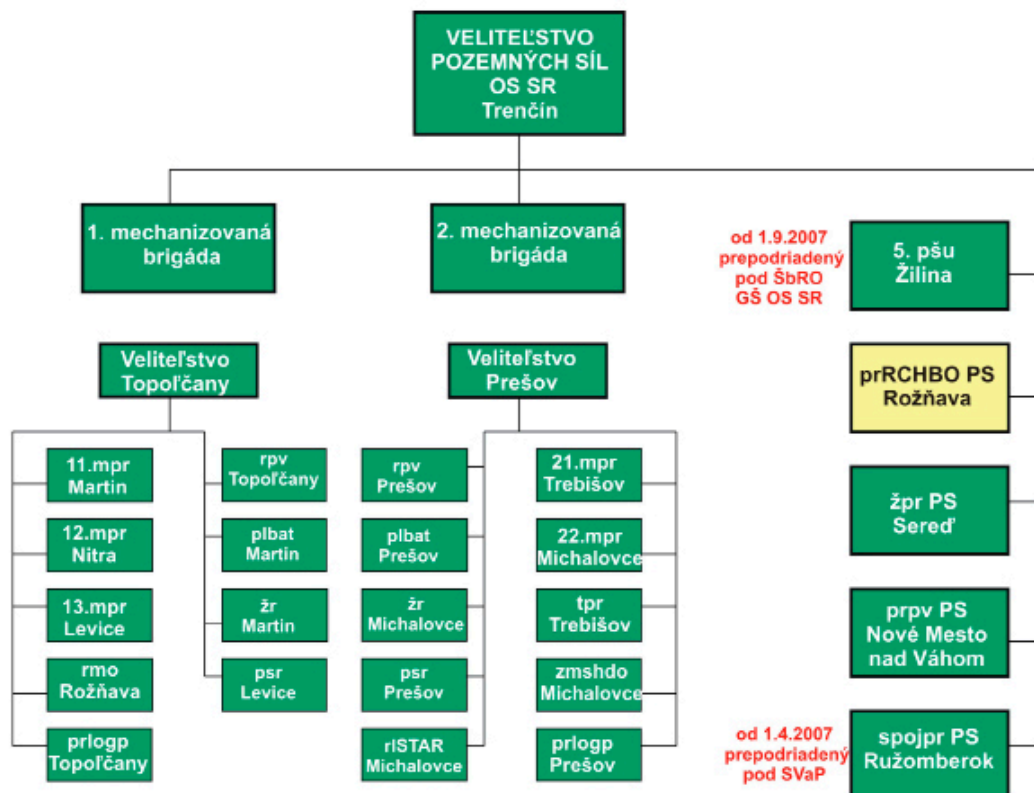 VELITEĽSTVO
POZEMNÝCH SÍL
OS SR
Trenčín
1. mechanizovaná
brigáda
2. mechanizovaná
brigáda
od 1.9.2007
prepodriadený
pod ŠbRO
GŠ OS SR
5. pšu
Žilina
Veliteľstvo
Topoľčany
Veliteľstvo
Prešov
prRCHBO PS
Rožňava
11.mpr
Martin
rpv
Topoľčany
rpv
Prešov
21.mpr
Trebišov
žpr PS
Sereď
12.mpr
Nitra
plbat
Martin
plbat
Prešov
22.mpr
Michalovce
13.mpr
Levice
žr
Martin
žr
Michalovce
tpr
Trebišov
prpv PS
Nové Mesto
nad Váhom
rmo
Rožňava
psr
Levice
psr
Prešov
zmshdo
Michalovce
prlogp
Topoľčany
rISTAR
Michalovce
prlogp
Prešov
od 1.4.2007
prepodriadený
pod SVaP
spojpr PS
Ružomberok